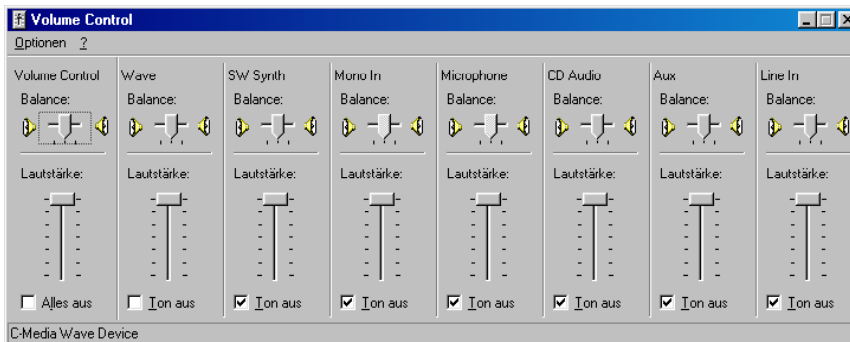 Volume Control
Optionen ?
Volume Control Wave SW Synth Mono In Microphone CD Audio Aux Line In
Balance: Balance: Balance: Balance: Balance: Balance: Balance: Balance:
Lautstärke: Lautstärke: Lautstärke: Lautstärke: Lautstärke: Lautstärke: Lautstärke: Lautstärke:
Alles aus Ton aus Ton aus Ton aus Ton aus Ton aus Ton aus Ton aus
C-Media Wave Device